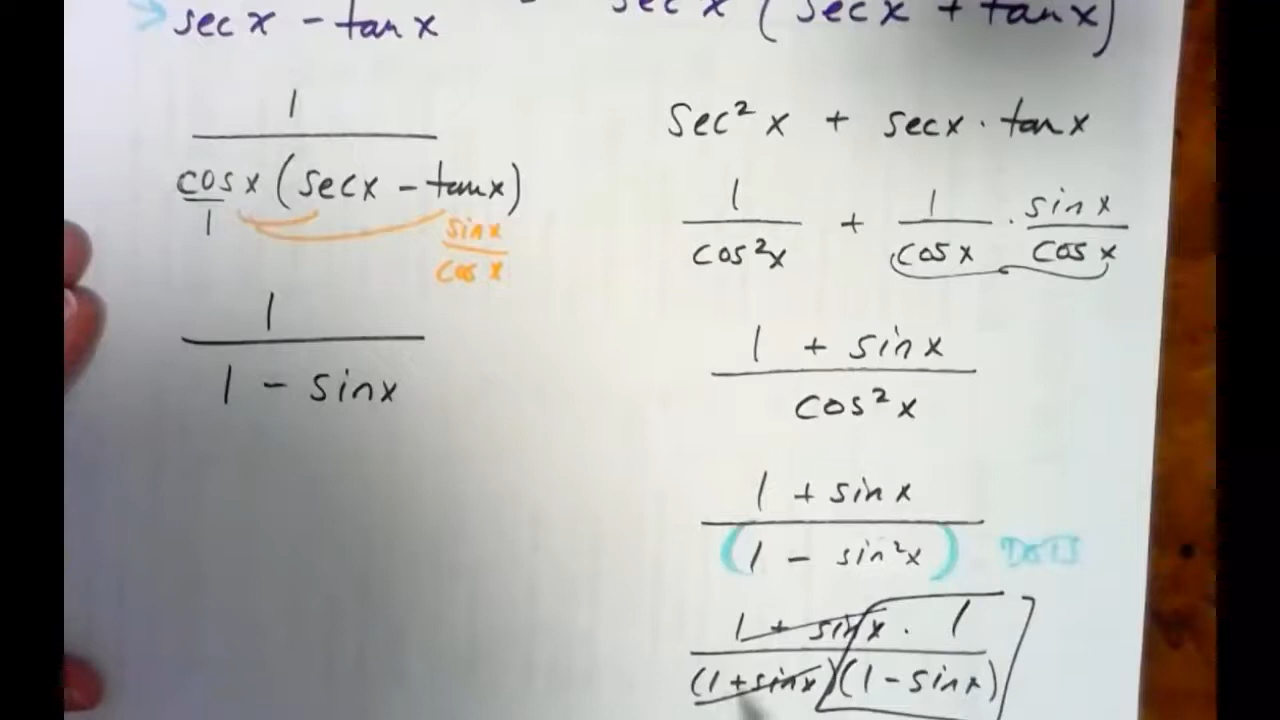 sec x - tan x = sec x (sec x + tan x)
1
cos x (sec x - tan x)
1
sin x
cos x
1
1 - sin x
sec² x + sec x · tan x
1 + 1 · sin x
cos² x cos x cos x
1 + sin x
cos² x
1 + sin x
(1 - sin² x)
1 + sin x · 1
(1 + sin x)(1 - sin x)